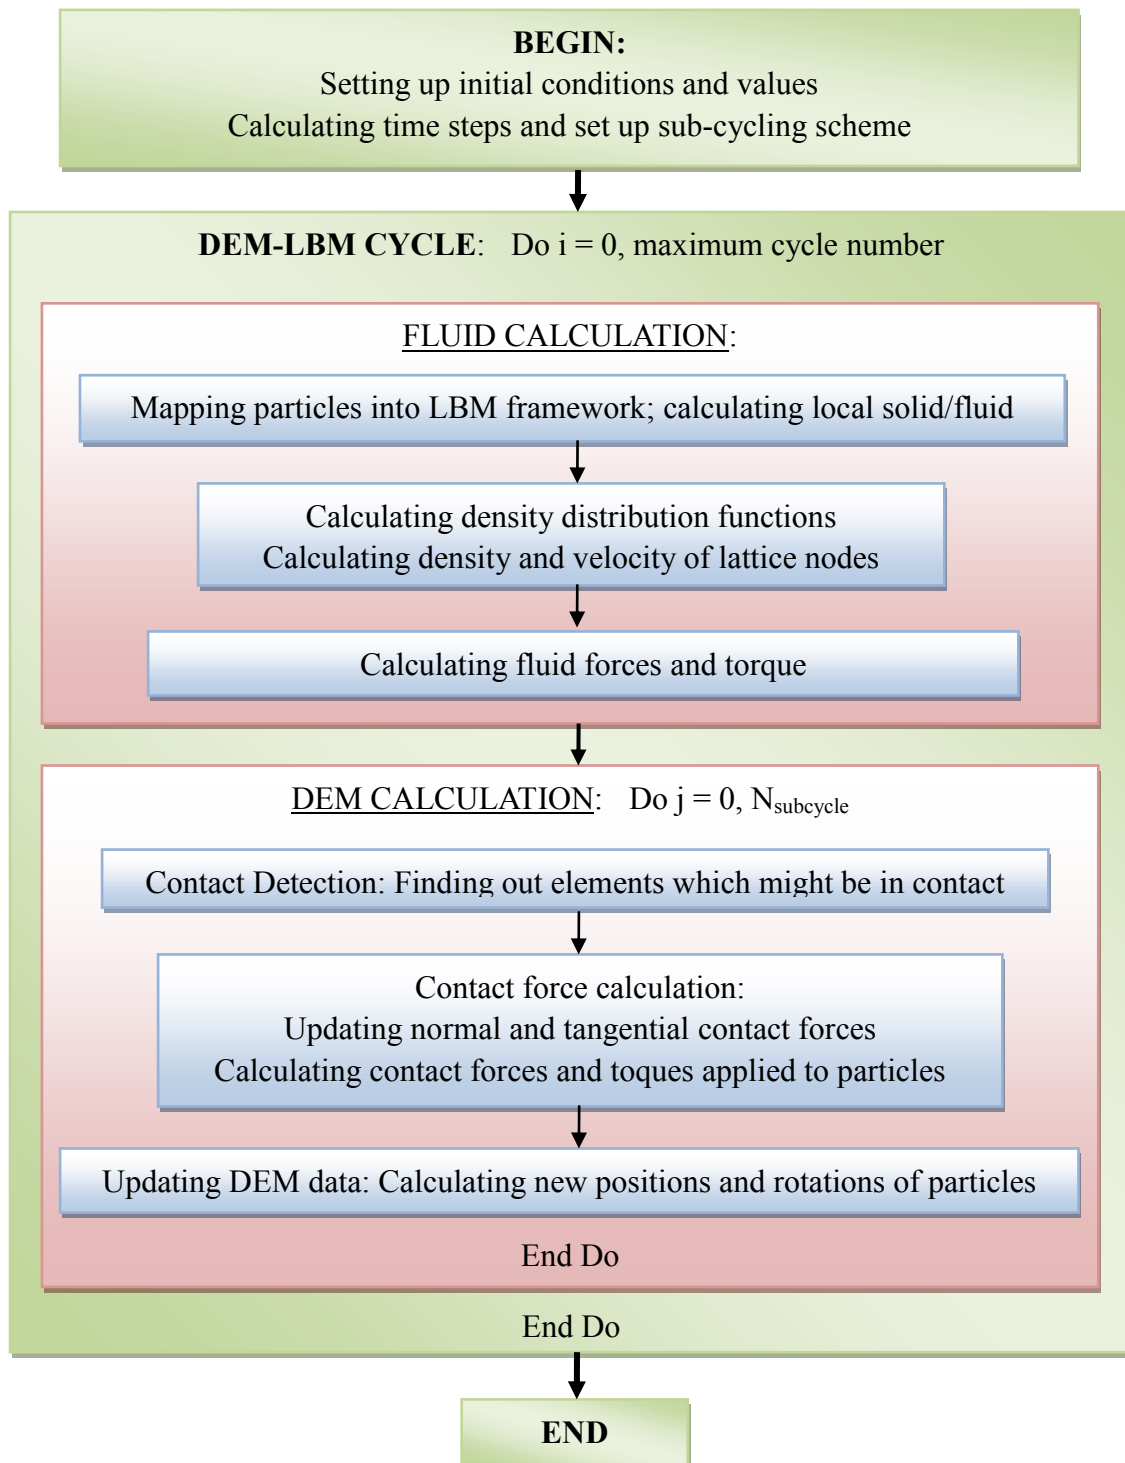 BEGIN:
Setting up initial conditions and values
Calculating time steps and set up sub-cycling scheme
DEM-LBM CYCLE: Do i = 0, maximum cycle number
FLUID CALCULATION:
Mapping particles into LBM framework; calculating local solid/fluid
Calculating density distribution functions
Calculating density and velocity of lattice nodes
Calculating fluid forces and torque
DEM CALCULATION: Do j = 0, Nsubcycle
Contact Detection: Finding out elements which might be in contact
Contact force calculation:
Updating normal and tangential contact forces
Calculating contact forces and toques applied to particles
Updating DEM data: Calculating new positions and rotations of particles
End Do
End Do
END